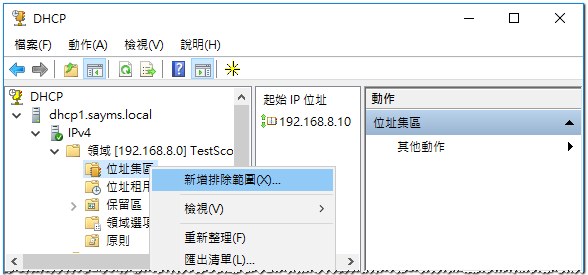 DHCP
檔案(F) 動作(A) 檢視(V) 說明(H)
DHCP
dhcp1.sayms.local
IPv4
領域 [192.168.8.0] TestSco
位址集區
位址租用
保留區
領域選項
原則
起始 IP 位址
192.168.8.10
動作
位址集區
其他動作
新增排除範圍(X)...
檢視(V)
重新整理(F)
匯出清單(L)...